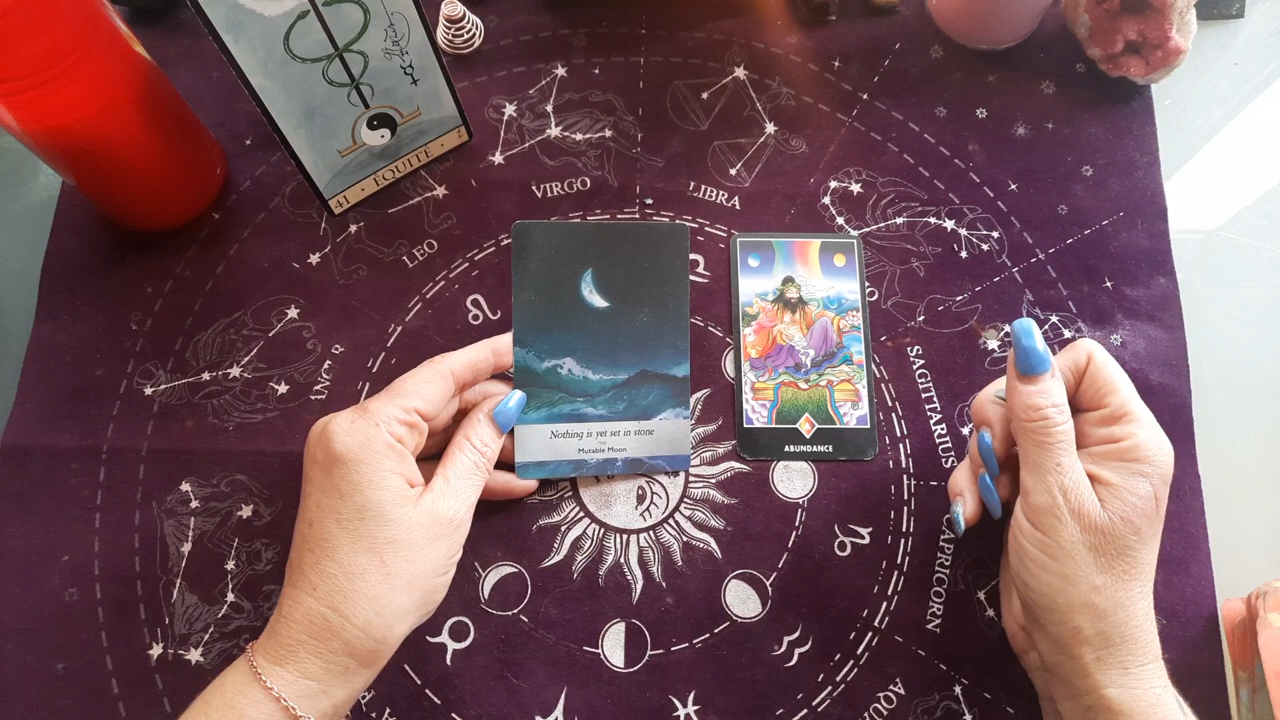 41 • ÉQUITÉ •
VIRGO
LIBRA
LEO
Nothing is yet set in stone
Mutable Moon
ABUNDANCE
SAGITTARIUS
CAPRICORN